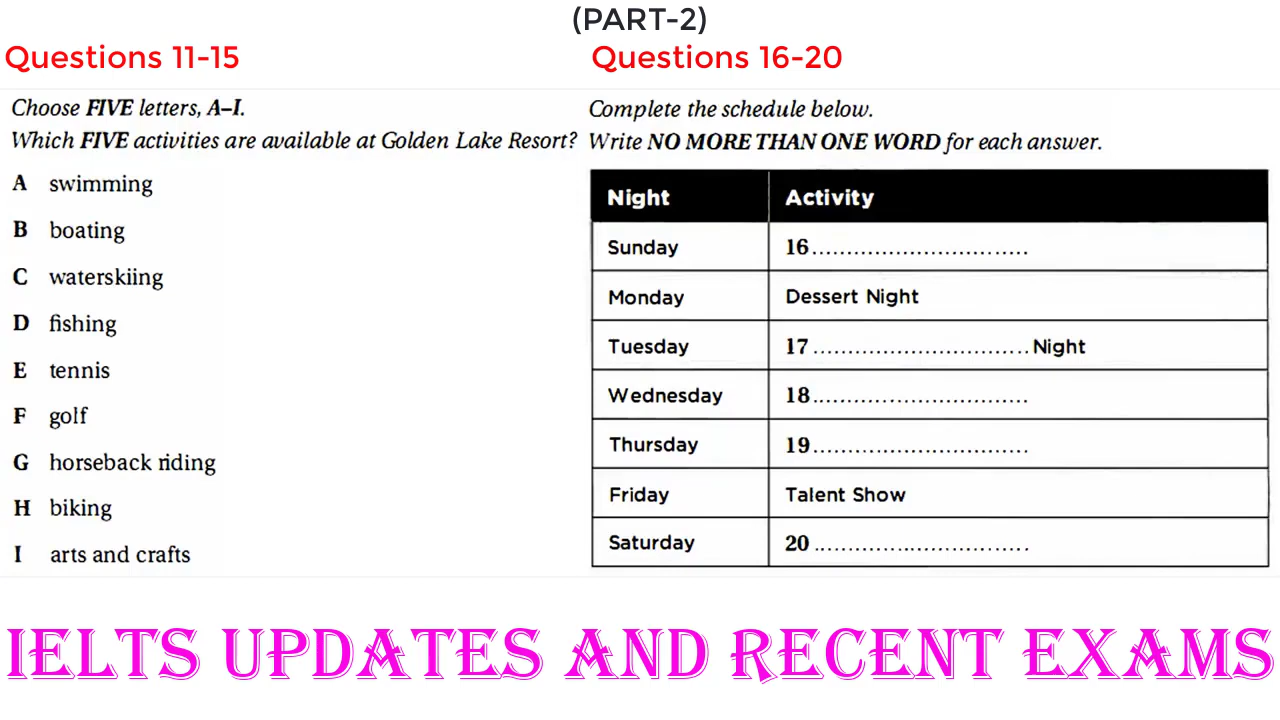 (PART-2)
Questions 11-15
Choose FIVE letters, A–I.
Which FIVE activities are available at Golden Lake Resort?
A swimming
B boating
C waterskiing
D fishing
E tennis
F golf
G horseback riding
H biking
I arts and crafts
Questions 16-20
Complete the schedule below.
Write NO MORE THAN ONE WORD for each answer.
Night Activity
Sunday 16..............................
Monday Dessert Night
Tuesday 17..............................Night
Wednesday 18..............................
Thursday 19..............................
Friday Talent Show
Saturday 20..............................
IELTS UPDATES AND RECENT EXAMS